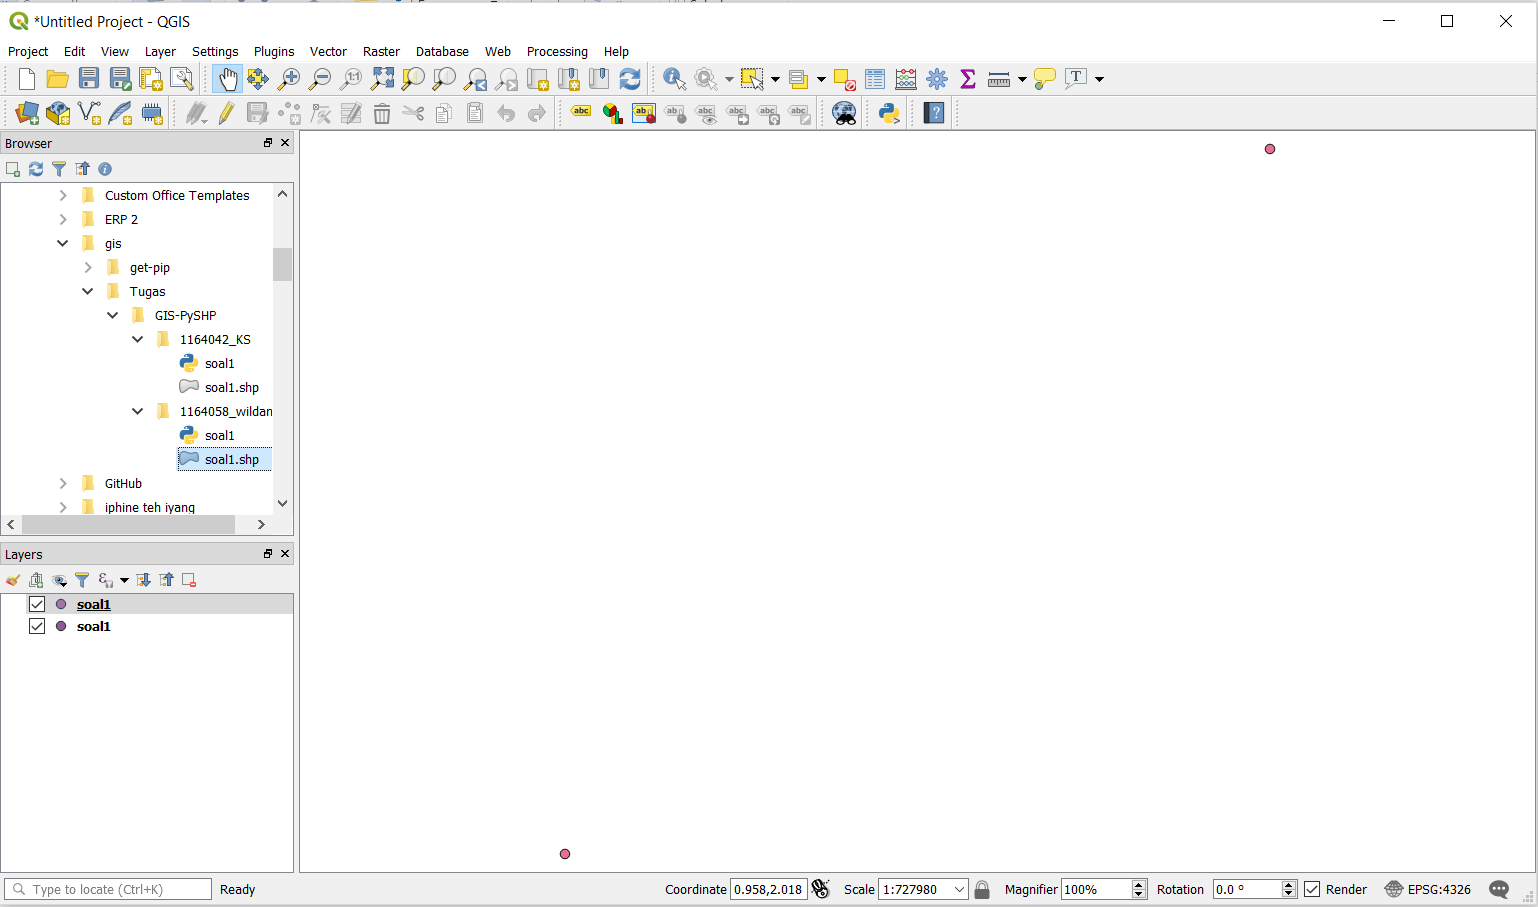 *Untitled Project - QGIS
Project Edit View Layer Settings Plugins Vector Raster Database Web Processing Help
Browser
Custom Office Templates
ERP 2
gis
get-pip
Tugas
GIS-PySHP
1164042_KS
soal1
soal1.shp
1164058_wildan
soal1
soal1.shp
GitHub
iphine teh iyang
Layers
soal1
soal1
Type to locate (Ctrl+K) Ready Coordinate 0.958,2.018 Scale 1:727980 Magnifier 100% Rotation 0.0 ° Render EPSG:4326